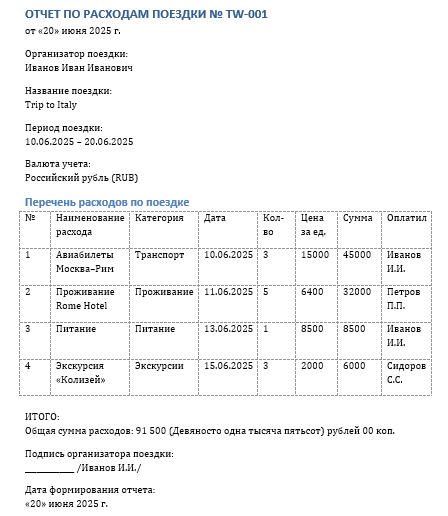 ОТЧЕТ ПО РАСХОДАМ ПОЕЗДКИ № TW-001
от «20» июня 2025 г.
Организатор поездки:
Иванов Иван Иванович
Название поездки:
Trip to Italy
Период поездки:
10.06.2025 – 20.06.2025
Валюта учета:
Российский рубль (RUB)
Перечень расходов по поездке
№ Наименование расхода Категория Дата Кол-во Цена за ед. Сумма Оплатил
1 Авиабилеты Москва–Рим Транспорт 10.06.2025 3 15000 45000 Иванов И.И.
2 Проживание Rome Hotel Проживание 11.06.2025 5 6400 32000 Петров П.П.
3 Питание Питание 13.06.2025 1 8500 8500 Иванов И.И.
4 Экскурсия «Колизей» Экскурсии 15.06.2025 3 2000 6000 Сидоров С.С.
ИТОГО:
Общая сумма расходов: 91 500 (Девяносто одна тысяча пятьсот) рублей 00 коп.
Подпись организатора поездки:
__________ /Иванов И.И./
Дата формирования отчета:
«20» июня 2025 г.